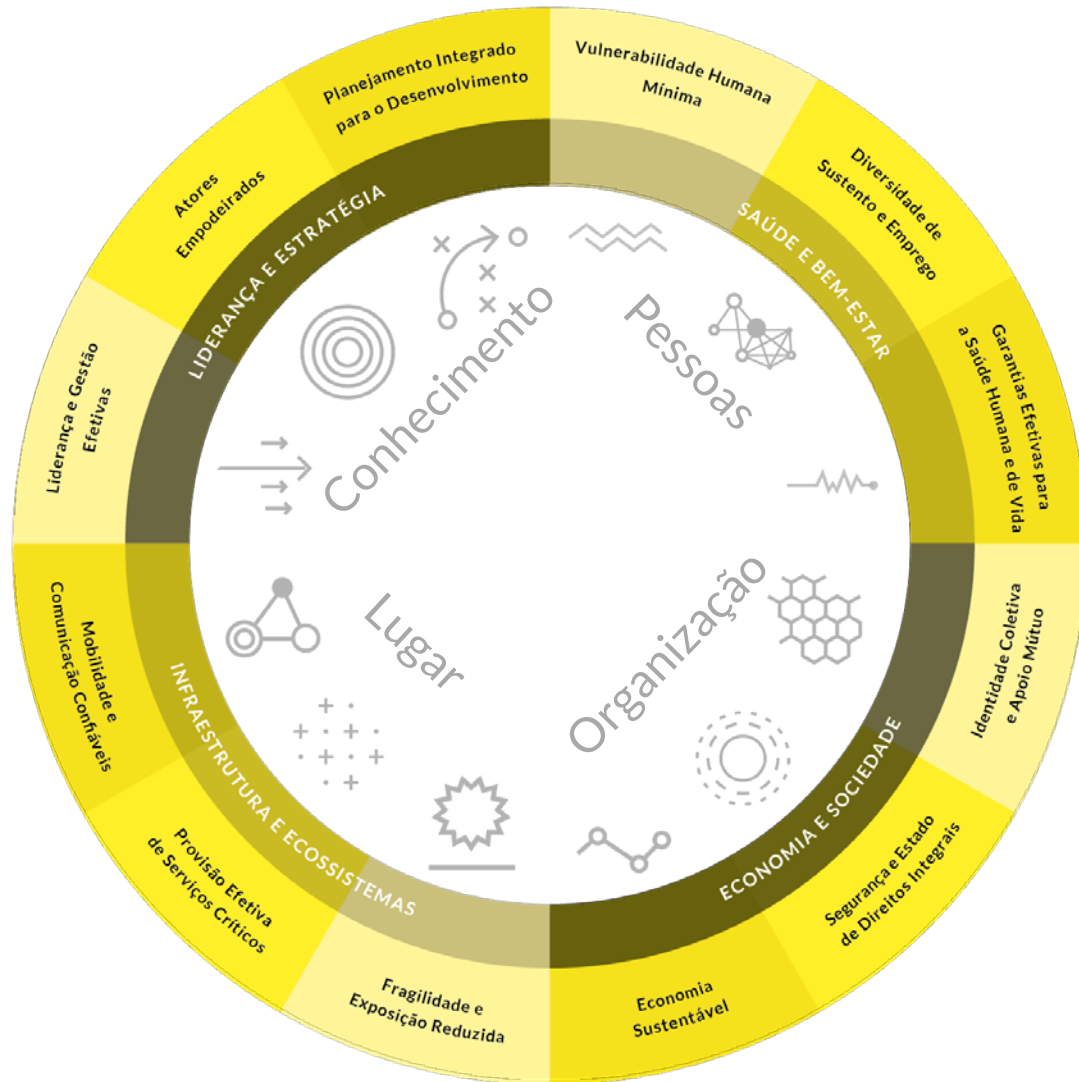 Vulnerabilidade Humana
Mínima
Diversidade de
Sustento e Emprego
Garantias Efetivas para
a Saúde Humana e de Vida
Identidade Coletiva
e Apoio Mútuo
Segurança e Estado
de Direitos Integrais
Economia
Sustentável
Fragilidade e
Exposição Reduzida
Provisão Efetiva
de Serviços Críticos
Mobilidade e
Comunicação Confiáveis
Liderança e Gestão
Efetivas
Atores
Empodeirados
Planejamento Integrado
para o Desenvolvimento
SAÚDE E BEM-ESTAR
ECONOMIA E SOCIEDADE
INFRAESTRUTURA E ECOSSISTEMAS
LIDERANÇA E ESTRATÉGIA
Pessoas
Organização
Lugar
Conhecimento